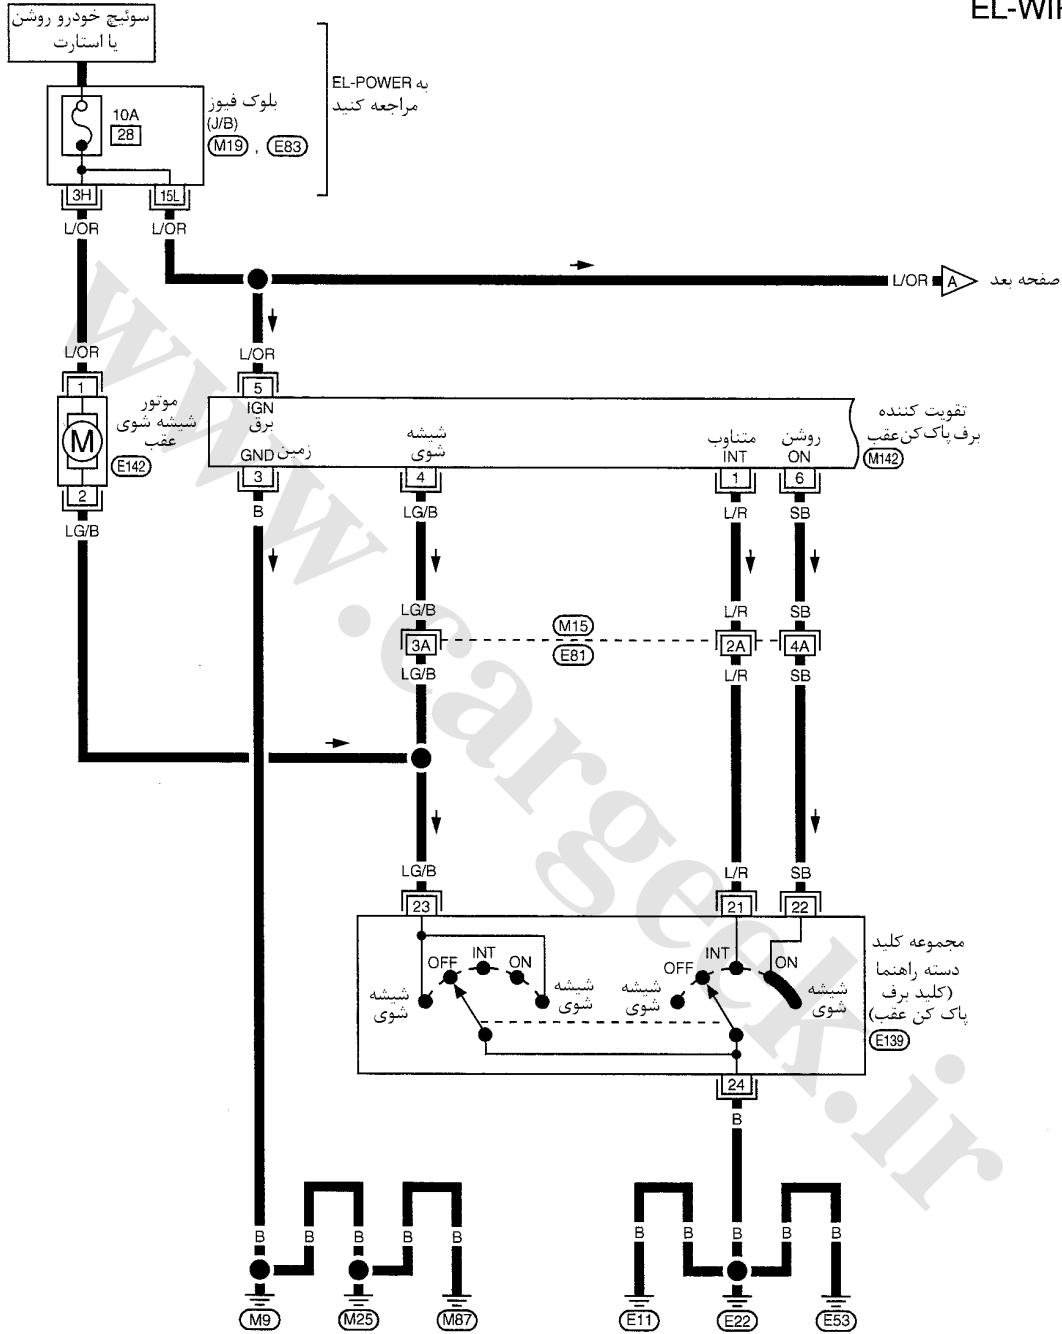 EL-WIP
سوئیچ خودرو روشن
یا استارت
به EL-POWER
مراجعه کنید
بلوک فیوز
(J/B)
M19 , E83
10A
28
3H
15L
L/OR
L/OR
L/OR
A
صفحه بعد
L/OR
L/OR
1
5
موتور
شیشه شوی
عقب
E142
M
IGN
برق
GND
زمین
شیشه
شوی
متناوب
INT
روشن
ON
تقویت کننده
برف پاک کن عقب
M142
2
3
4
1
6
LG/B
B
LG/B
L/R
SB
LG/B
L/R
SB
3A
M15
E81
2A
4A
LG/B
L/R
SB
LG/B
L/R
SB
23
21
22
OFF
INT
ON
شیشه
شوی
شیشه
شوی
OFF
INT
ON
شیشه
شوی
شیشه
شوی
مجموعه کلید
دسته راهنما
(کلید برف
پاک کن عقب)
E139
24
B
B
B
B
B
B
B
B
B
B
M9
M25
M87
E11
E22
E53
www.cargeek.ir